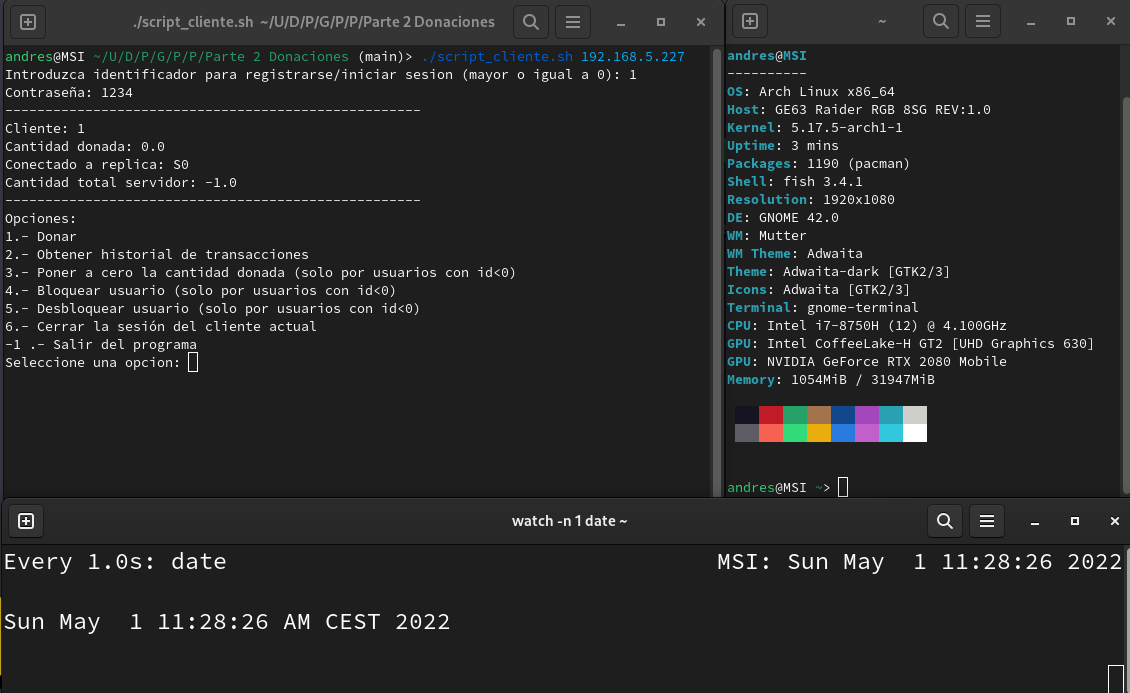 ./script_cliente.sh ~/U/D/P/G/P/P/Parte 2 Donaciones
andres@MSI ~/U/D/P/G/P/P/Parte 2 Donaciones (main)> ./script_cliente.sh 192.168.5.227
Introduzca identificador para registrarse/iniciar sesion (mayor o igual a 0): 1
Contraseña: 1234
----------------------------------------------------
Cliente: 1
Cantidad donada: 0.0
Conectado a replica: S0
Cantidad total servidor: -1.0
----------------------------------------------------
Opciones:
1.- Donar
2.- Obtener historial de transacciones
3.- Poner a cero la cantidad donada (solo por usuarios con id<0)
4.- Bloquear usuario (solo por usuarios con id<0)
5.- Desbloquear usuario (solo por usuarios con id<0)
6.- Cerrar la sesión del cliente actual
-1 .- Salir del programa
Seleccione una opcion:
~
andres@MSI
----------
OS: Arch Linux x86_64
Host: GE63 Raider RGB 8SG REV:1.0
Kernel: 5.17.5-arch1-1
Uptime: 3 mins
Packages: 1190 (pacman)
Shell: fish 3.4.1
Resolution: 1920x1080
DE: GNOME 42.0
WM: Mutter
WM Theme: Adwaita
Theme: Adwaita-dark [GTK2/3]
Icons: Adwaita [GTK2/3]
Terminal: gnome-terminal
CPU: Intel i7-8750H (12) @ 4.100GHz
GPU: Intel CoffeeLake-H GT2 [UHD Graphics 630]
GPU: NVIDIA GeForce RTX 2080 Mobile
Memory: 1054MiB / 31947MiB
andres@MSI ~>
watch -n 1 date ~
Every 1.0s: date MSI: Sun May  1 11:28:26 2022
Sun May  1 11:28:26 AM CEST 2022